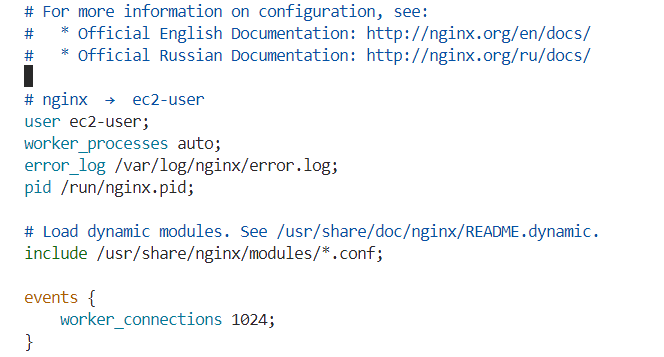 # For more information on configuration, see:
#   * Official English Documentation: http://nginx.org/en/docs/
#   * Official Russian Documentation: http://nginx.org/ru/docs/
# nginx → ec2-user
user ec2-user;
worker_processes auto;
error_log /var/log/nginx/error.log;
pid /run/nginx.pid;
# Load dynamic modules. See /usr/share/doc/nginx/README.dynamic.
include /usr/share/nginx/modules/*.conf;
events {
    worker_connections 1024;
}